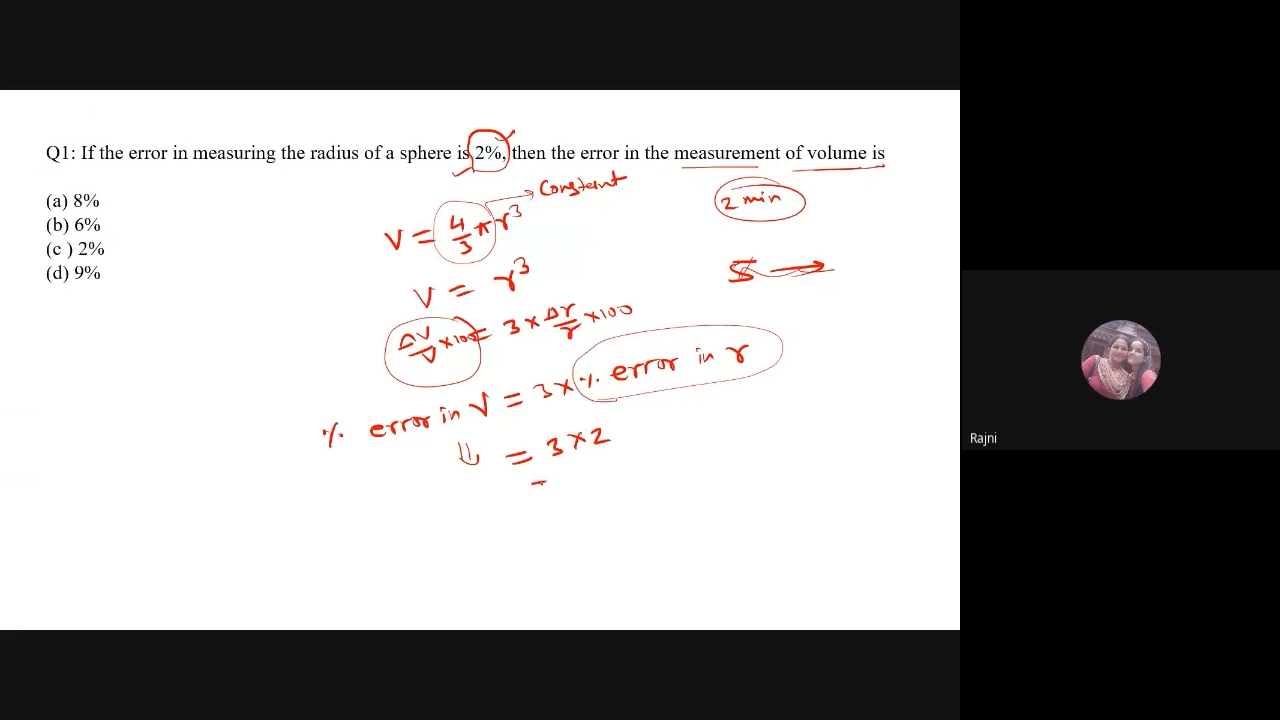 Q1: If the error in measuring the radius of a sphere is 2%, then the error in the measurement of volume is
(a) 8%
(b) 6%
(c ) 2%
(d) 9%
Constant
2 min
V = 4/3 π r³
V = r³
ΔV/V ×100 = 3 × Δr/r ×100
% error in V = 3 × % error in r
= 3×2
Rajni